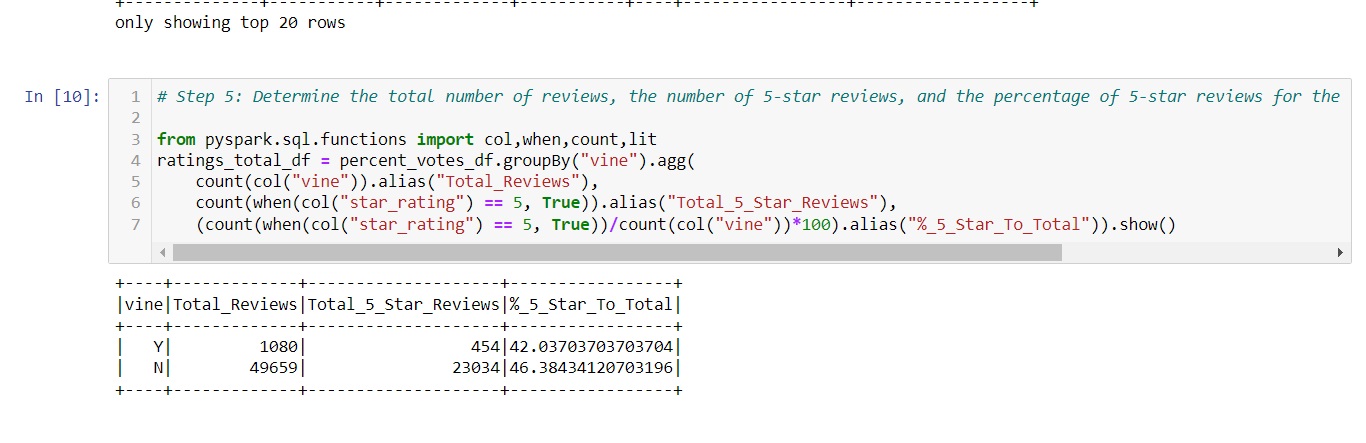 only showing top 20 rows
In [10]:
1 # Step 5: Determine the total number of reviews, the number of 5-star reviews, and the percentage of 5-star reviews for the
2
3 from pyspark.sql.functions import col,when,count,lit
4 ratings_total_df = percent_votes_df.groupBy("vine").agg(
5     count(col("vine")).alias("Total_Reviews"),
6     count(when(col("star_rating") == 5, True)).alias("Total_5_Star_Reviews"),
7     (count(when(col("star_rating") == 5, True))/count(col("vine"))*100).alias("%_5_Star_To_Total")).show()
+----+-------------+--------------------+-----------------+
|vine|Total_Reviews|Total_5_Star_Reviews|%_5_Star_To_Total|
+----+-------------+--------------------+-----------------+
|   Y|         1080|                 454|42.03703703703704|
|   N|        49659|               23034|46.38434120703196|
+----+-------------+--------------------+-----------------+